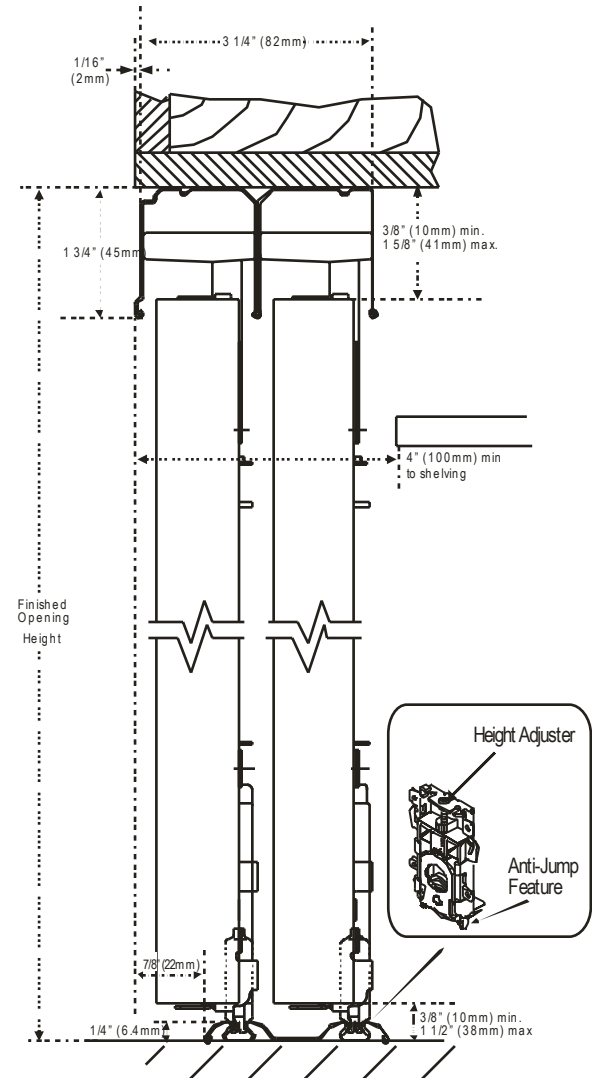 3 1/4" (82mm)
1/16"
(2mm)
1 3/4" (45mm)
3/8" (10mm) min.
1 5/8" (41mm) max.
4" (100mm) min
to shelving
Finished
Opening
Height
Height Adjuster
Anti-Jump
Feature
7/8" (22mm)
1/4" (6.4mm)
3/8" (10mm) min.
1 1/2" (38mm) max